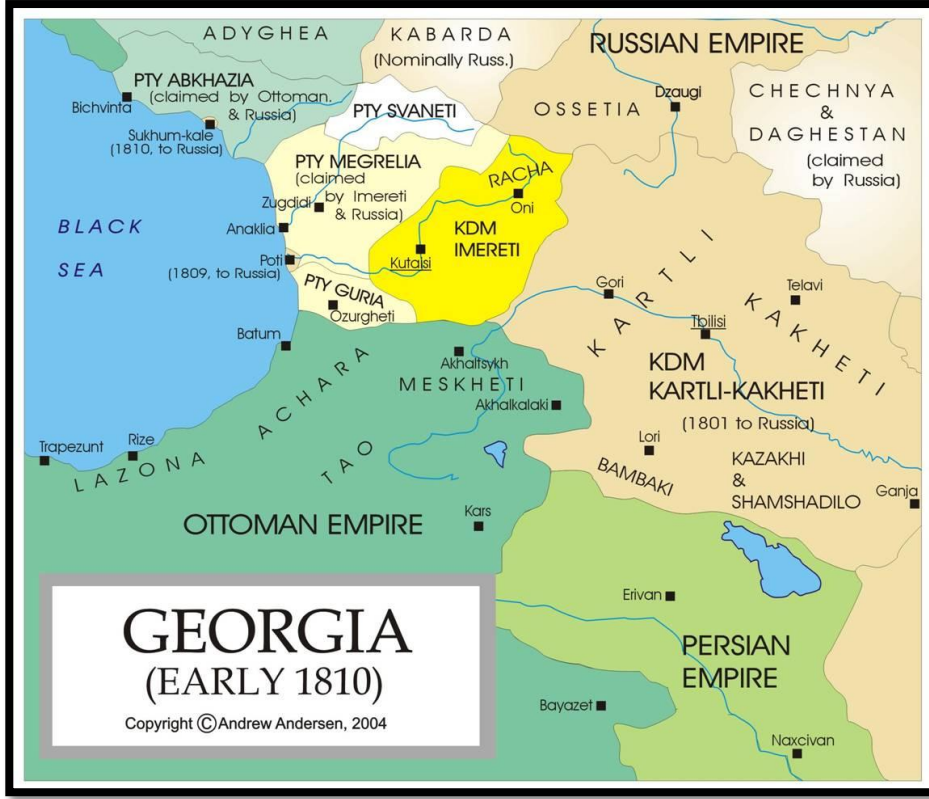 ADYGHEA
KABARDA
(Nominally Russ.)
RUSSIAN EMPIRE
PTY ABKHAZIA
(claimed by Ottoman.
& Russia)
Bichvinta
Sukhum-kale
(1810, to Russia)
PTY SVANETI
OSSETIA
Dzaugi
CHECHNYA
&
DAGHESTAN
(claimed
by Russia)
PTY MEGRELIA
(claimed
by Imereti
& Russia)
Zugdidi
Anaklia
RACHA
Oni
KDM
IMERETI
BLACK
SEA
Poti
(1809, to Russia)
Kutaisi
PTY GURIA
Ozurgheti
Gori
KARTLI
Telavi
KAKHETI
Tbilisi
Batum
Akhaltsykh
MESKHETI
Akhalkalaki
KDM
KARTLI-KAKHETI
(1801 to Russia)
ACHARA
TAO
Trapezunt
Rize
LAZONA
Lori
BAMBAKI
KAZAKHI
&
SHAMSHADILO
Ganja
OTTOMAN EMPIRE
Kars
Erivan
PERSIAN
EMPIRE
Bayazet
Naxcivan
GEORGIA
(EARLY 1810)
Copyright ©Andrew Andersen, 2004